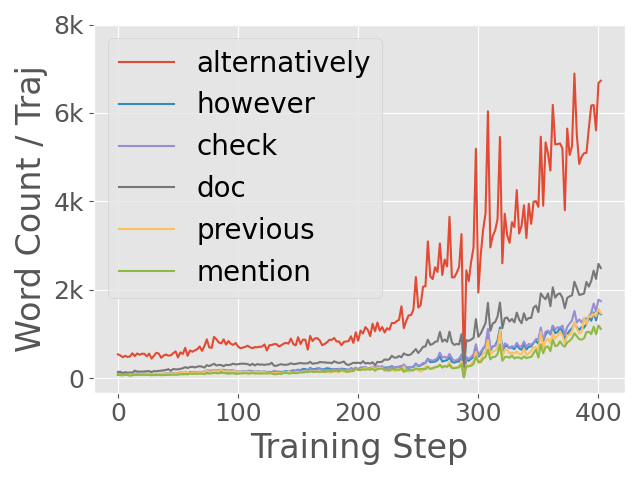 8k
6k
4k
2k
0
Word Count / Traj
alternatively
however
check
doc
previous
mention
0 100 200 300 400
Training Step